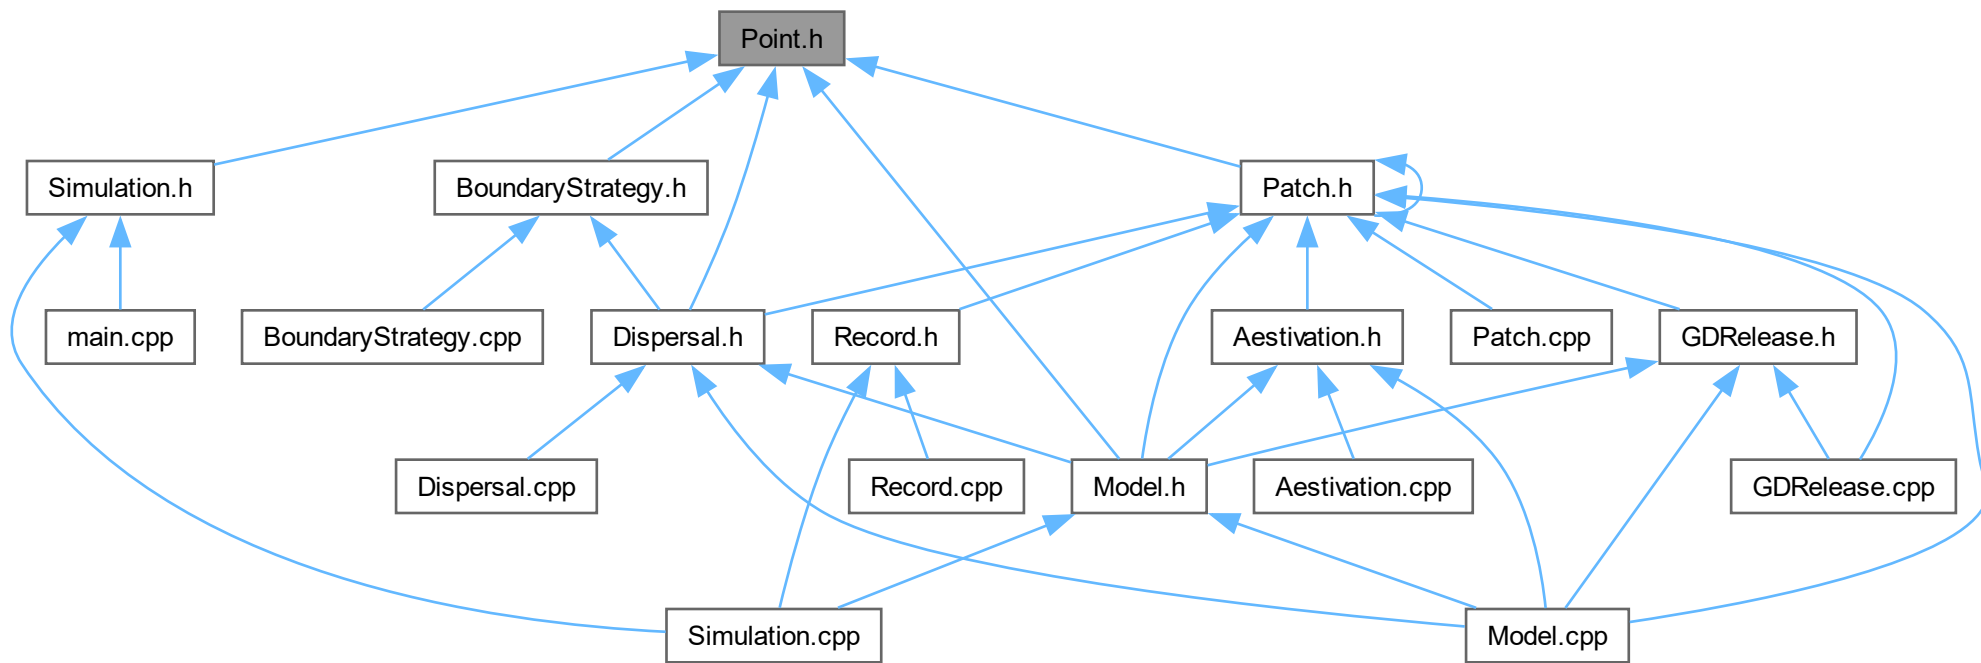 Point.h
Simulation.h
BoundaryStrategy.h
Patch.h
main.cpp
BoundaryStrategy.cpp
Dispersal.h
Record.h
Aestivation.h
Patch.cpp
GDRelease.h
Dispersal.cpp
Record.cpp
Model.h
Aestivation.cpp
GDRelease.cpp
Simulation.cpp
Model.cpp